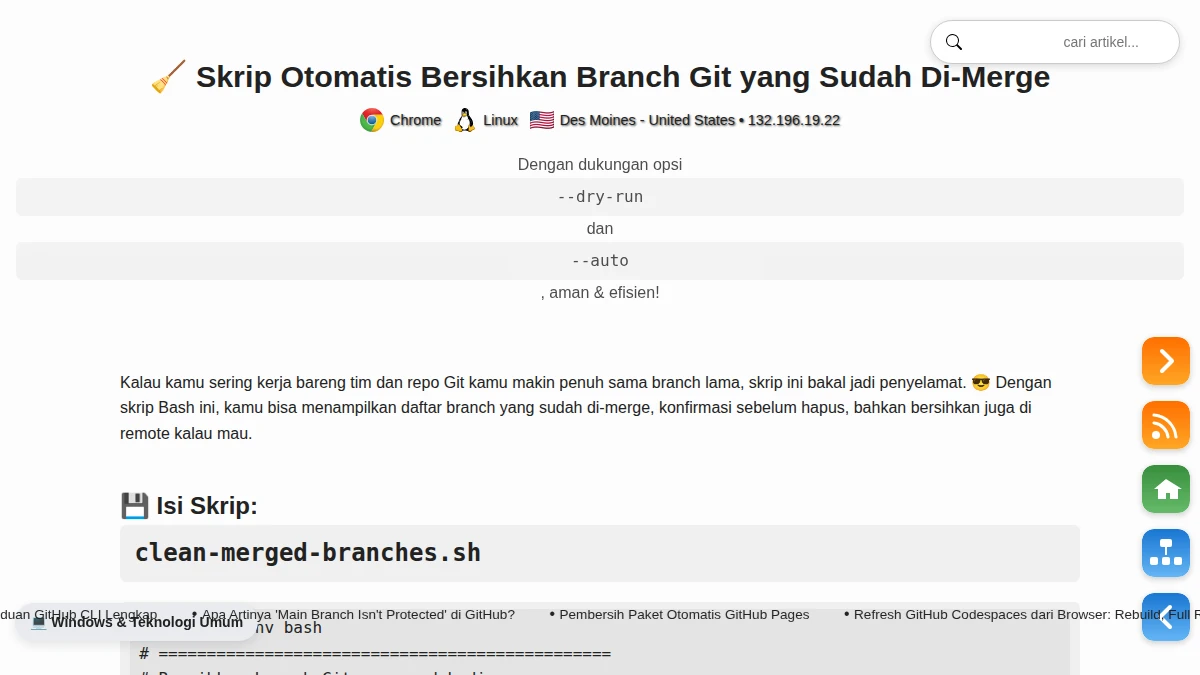 cari artikel...
🧹 Skrip Otomatis Bersihkan Branch Git yang Sudah Di-Merge
Chrome Linux Des Moines - United States • 132.196.19.22
Dengan dukungan opsi
--dry-run
dan
--auto
, aman & efisien!
Kalau kamu sering kerja bareng tim dan repo Git kamu makin penuh sama branch lama, skrip ini bakal jadi penyelamat. 😎 Dengan
skrip Bash ini, kamu bisa menampilkan daftar branch yang sudah di-merge, konfirmasi sebelum hapus, bahkan bersihkan juga di
remote kalau mau.
💾 Isi Skrip:
clean-merged-branches.sh
duan GitHub CLI Lengkap • Apa Artinya 'Main Branch Isn't Protected' di GitHub? • Pembersih Paket Otomatis GitHub Pages • Refresh GitHub Codespaces dari Browser: Rebuild, Full R
💻 Windows & Teknologi Umum
nv bash
# ===============================================